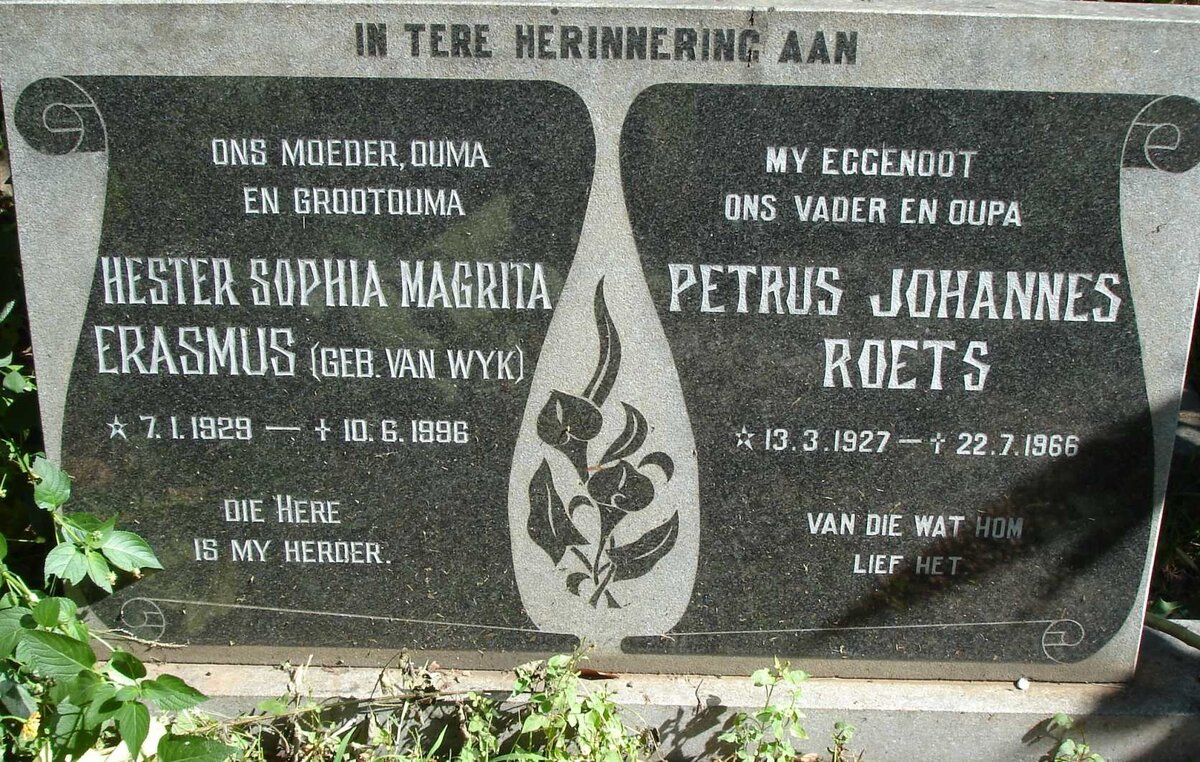 IN TERE HERINNERING AAN
ONS MOEDER, OUMA
EN GROOTOUMA
HESTER SOPHIA MAGRITA
ERASMUS (GEB. VAN WYK)
☆ 7.1.1929 — ✝ 10.6.1996
DIE HERE
IS MY HERDER.
MY EGGENOOT
ONS VADER EN OUPA
PETRUS JOHANNES
ROETS
☆ 13.3.1927 — ✝ 22.7.1966
VAN DIE WAT HOM
LIEF HET.